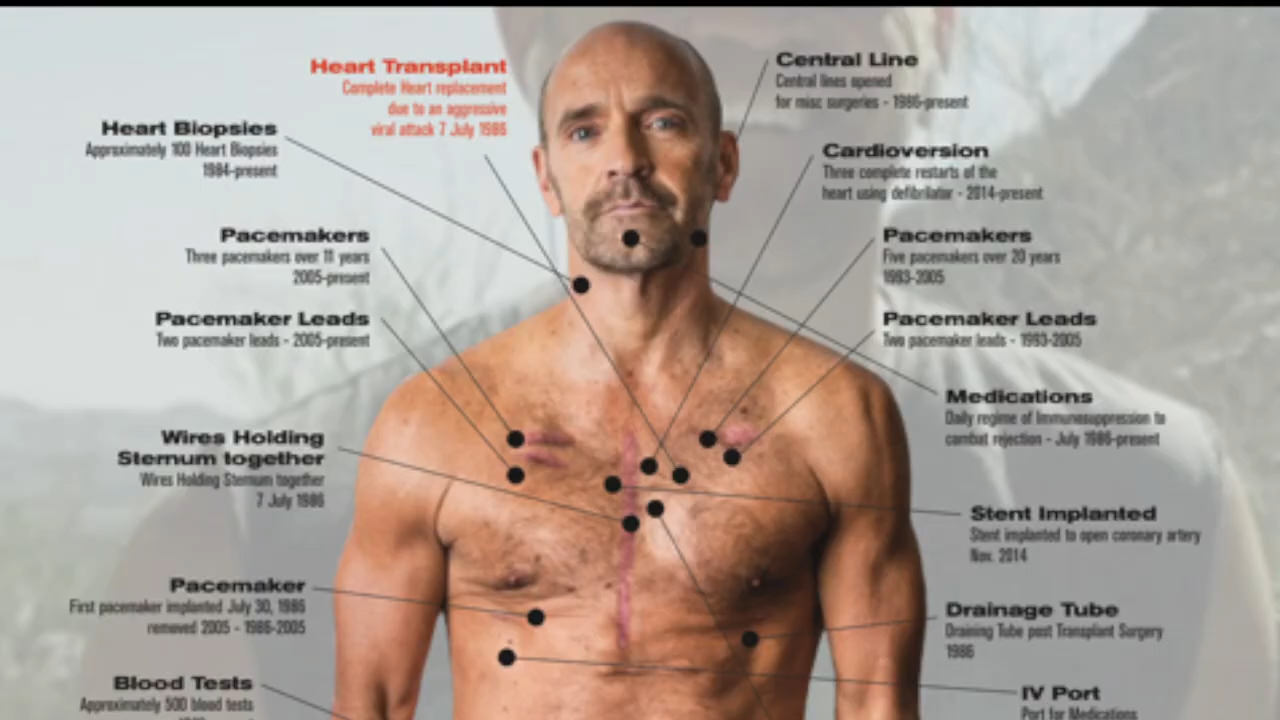 Heart Transplant
Complete Heart replacement
due to an aggressive
viral attack 7 July 1986
Central Line
Central lines opened
for misc surgeries - 1986-present
Heart Biopsies
Approximately 100 Heart Biopsies
1984-present
Cardioversion
Three complete restarts of the
heart using defibrilator - 2014-present
Pacemakers
Three pacemakers over 11 years
2005-present
Pacemakers
Five pacemakers over 20 years
1983-2005
Pacemaker Leads
Two pacemaker leads - 2005-present
Pacemaker Leads
Two pacemaker leads - 1983-2005
Medications
Daily regime of Immunesuppression to
combat rejection - July 1986-present
Wires Holding
Sternum together
Wires Holding Sternum together
7 July 1986
Stent Implanted
Stent implanted to open coronary artery
Nov. 2014
Pacemaker
First pacemaker implanted July 30, 1986
removed 2005 - 1986-2005
Drainage Tube
Draining Tube post Transplant Surgery
1986
Blood Tests
Approximately 500 blood tests
IV Port
Port for Medications